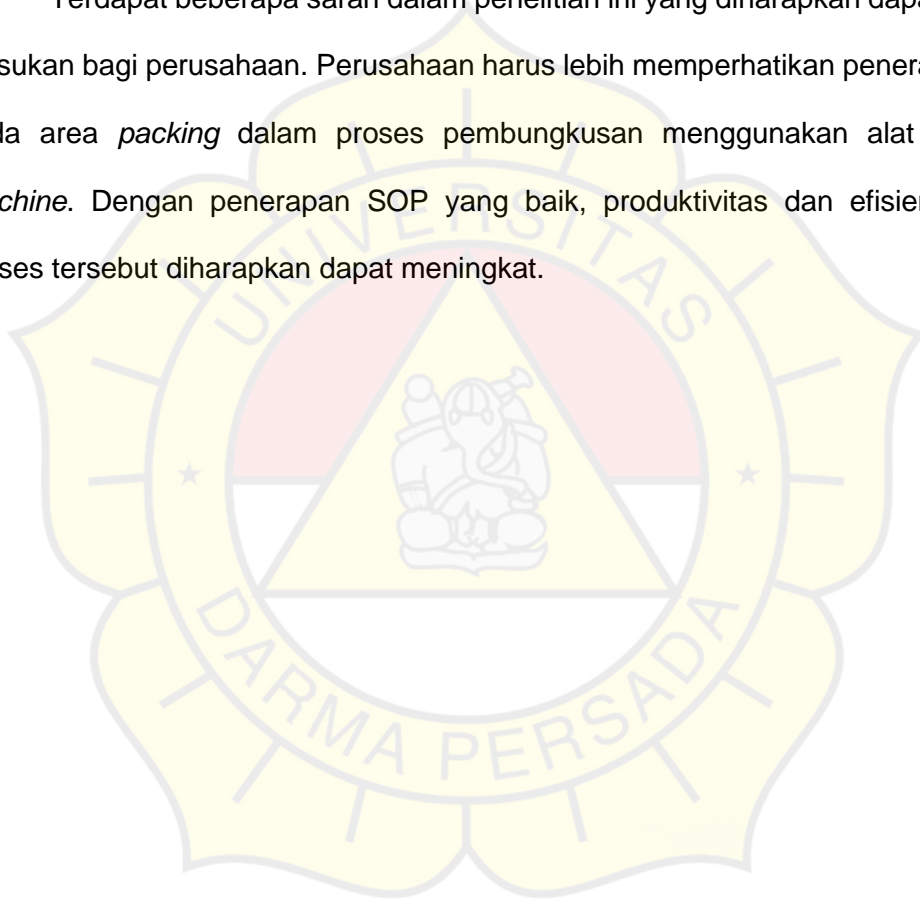 Terdapat beberapa saran dalam penelitian ini yang diharapkan dapa
sukan bagi perusahaan. Perusahaan harus lebih memperhatikan penera
da area packing dalam proses pembungkusan menggunakan alat
chine. Dengan penerapan SOP yang baik, produktivitas dan efisien
ses tersebut diharapkan dapat meningkat.
UNIVERSITAS
DARMA PERSADA